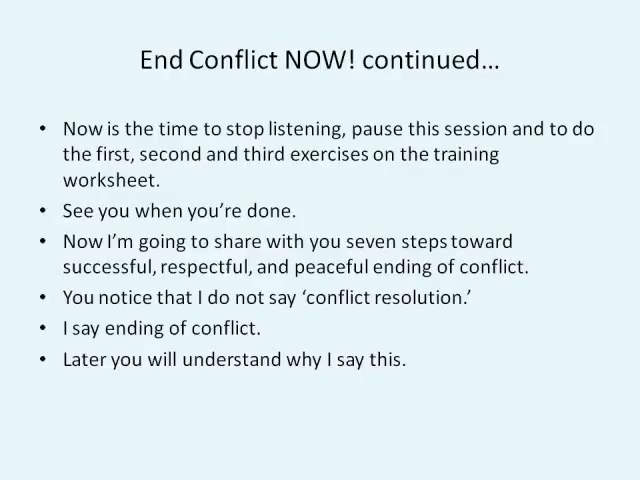 End Conflict NOW! continued…
• Now is the time to stop listening, pause this session and to do
the first, second and third exercises on the training
worksheet.
• See you when you’re done.
• Now I’m going to share with you seven steps toward
successful, respectful, and peaceful ending of conflict.
• You notice that I do not say ‘conflict resolution.’
• I say ending of conflict.
• Later you will understand why I say this.